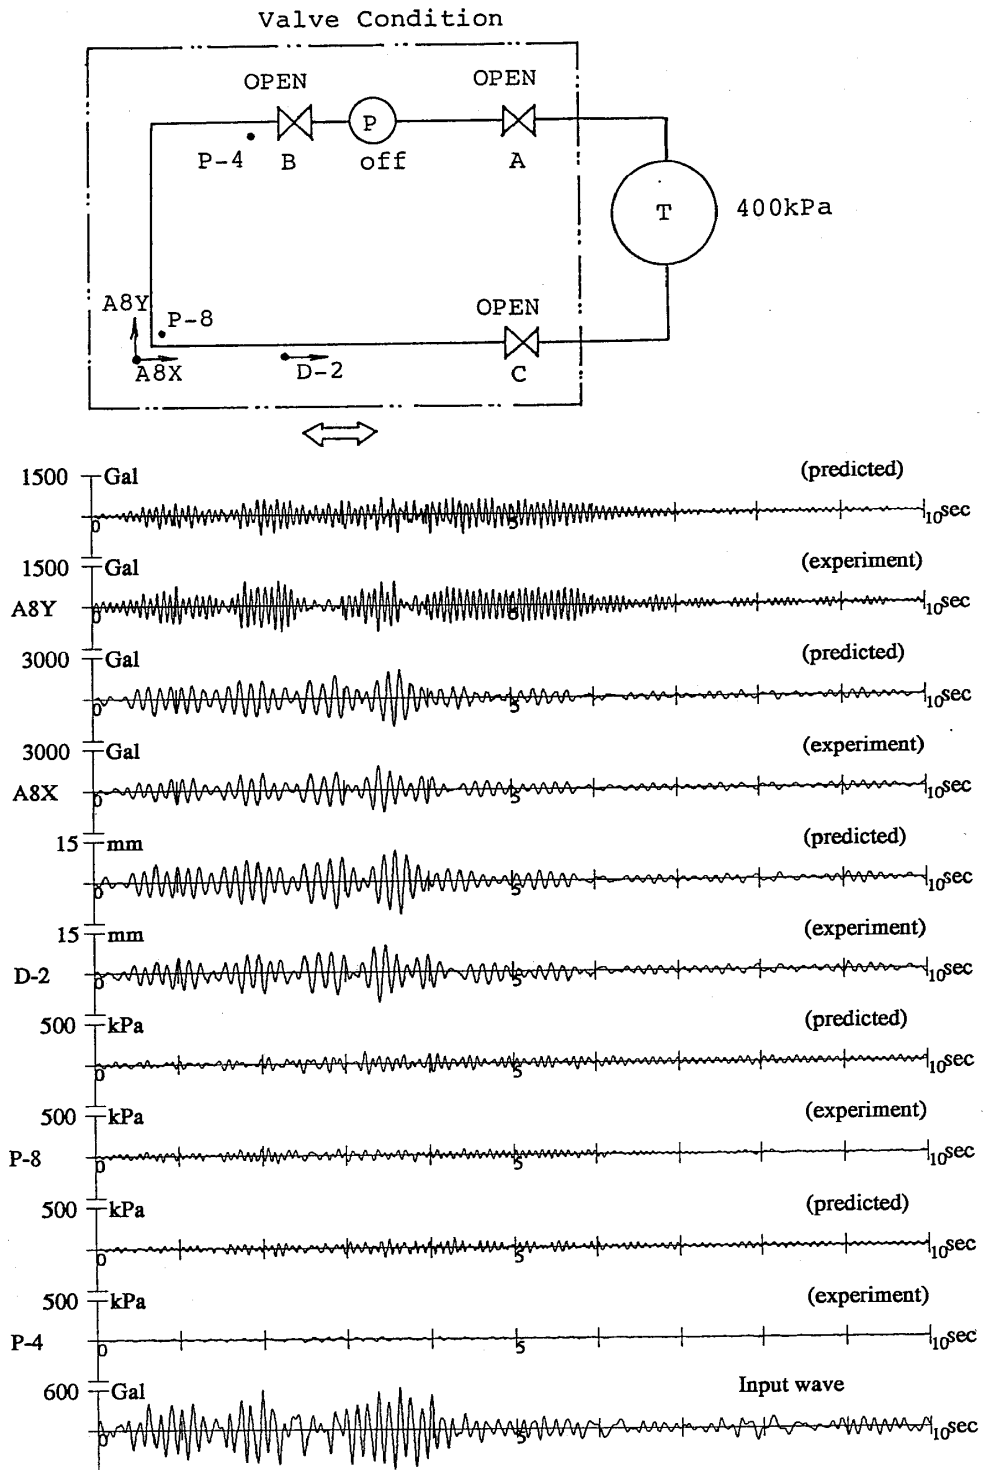 Valve Condition
OPEN
OPEN
P
P-4
B
off
A
T
400kPa
A8Y
P-8
OPEN
A8X
D-2
C
1500 Gal (predicted)
0 5 10sec
1500 Gal (experiment)
A8Y
0 5 10sec
3000 Gal (predicted)
0 5 10sec
3000 Gal (experiment)
A8X
0 5 10sec
15 mm (predicted)
0 5 10sec
15 mm (experiment)
D-2
0 5 10sec
500 kPa (predicted)
0 5 10sec
500 kPa (experiment)
P-8
0 5 10sec
500 kPa (predicted)
0 5 10sec
500 kPa (experiment)
P-4
0 5 10sec
600 Gal Input wave
0 5 10sec